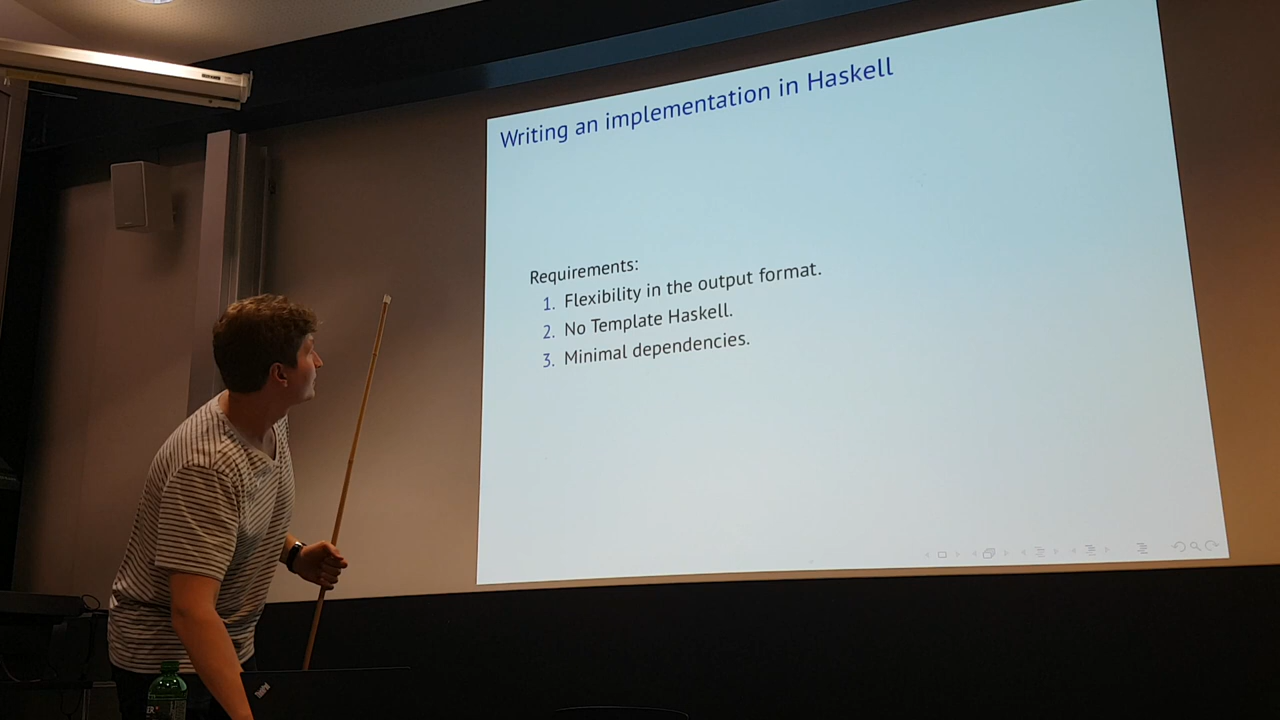 Writing an implementation in Haskell
Requirements:
1. Flexibility in the output format.
2. No Template Haskell.
3. Minimal dependencies.
ThinkPad